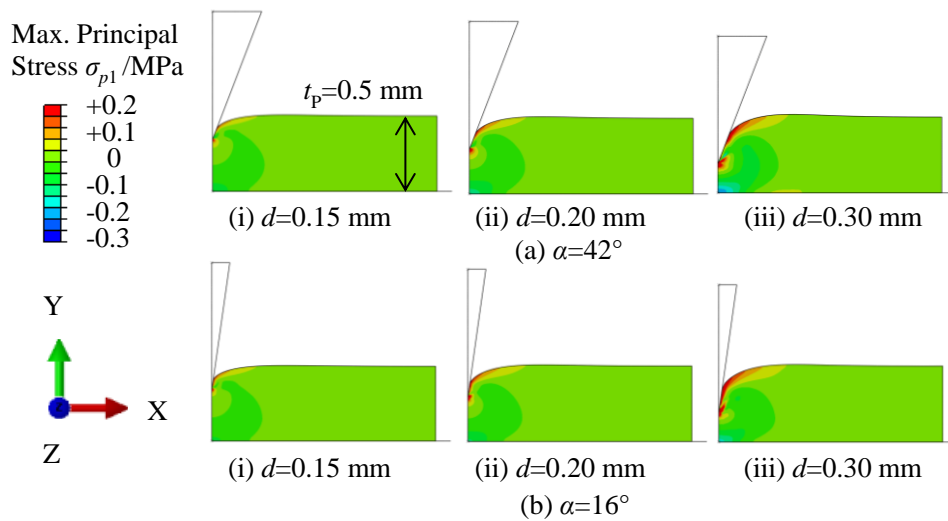 Max. Principal
Stress σp1 /MPa
+0.2
+0.1
0
-0.1
-0.2
-0.3
tP=0.5 mm
(i) d=0.15 mm
(ii) d=0.20 mm
(iii) d=0.30 mm
(a) α=42°
Y
X
Z
(i) d=0.15 mm
(ii) d=0.20 mm
(iii) d=0.30 mm
(b) α=16°